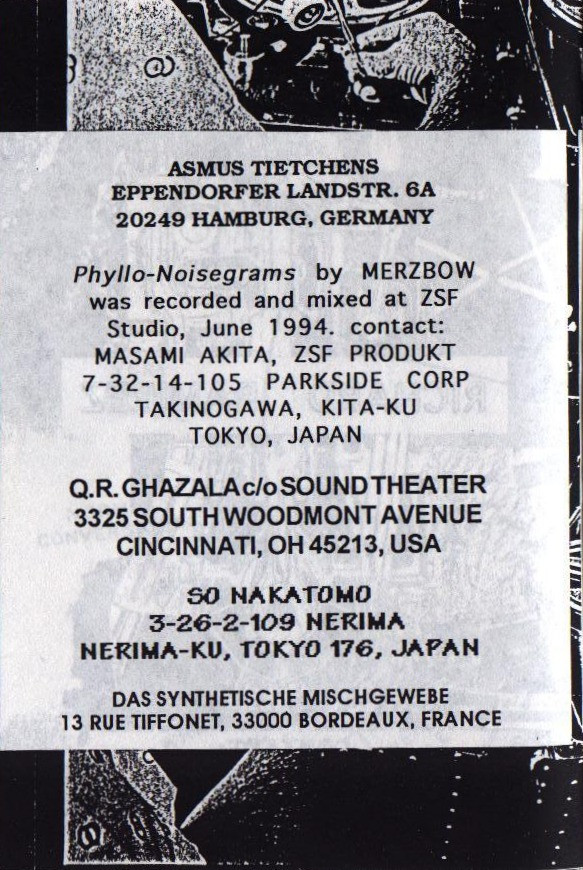 ASMUS TIETCHENS
EPPENDORFER LANDSTR. 6A
20249 HAMBURG, GERMANY
Phyllo-Noisegrams by MERZBOW
was recorded and mixed at ZSF
Studio, June 1994. contact:
MASAMI AKITA, ZSF PRODUKT
7-32-14-105 PARKSIDE CORP
TAKINOGAWA, KITA-KU
TOKYO, JAPAN
Q.R. GHAZALA c/o SOUND THEATER
3325 SOUTH WOODMONT AVENUE
CINCINNATI, OH 45213, USA
SO NAKATOMO
3-26-2-109 NERIMA
NERIMA-KU, TOKYO 176, JAPAN
DAS SYNTHETISCHE MISCHGEWEBE
13 RUE TIFFONET, 33000 BORDEAUX, FRANCE